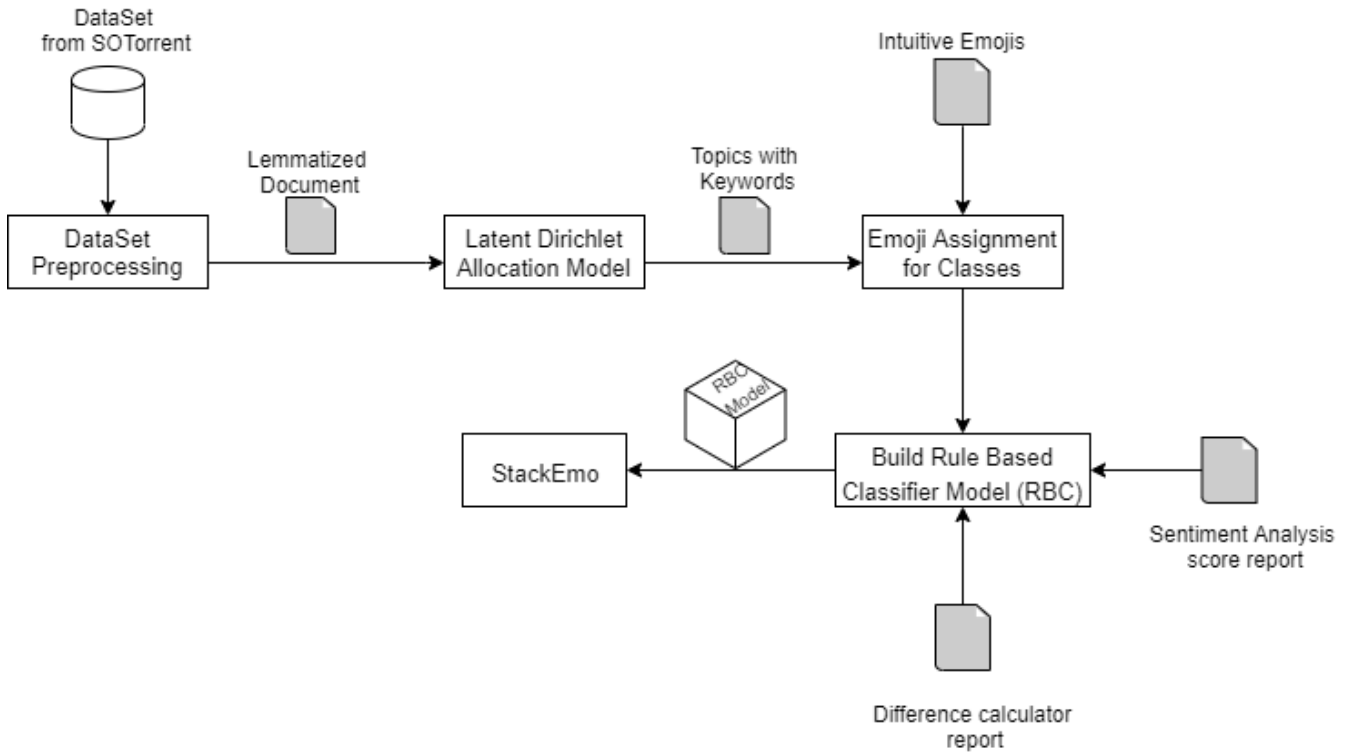 DataSet
from SOTorrent
Intuitive Emojis
Lemmatized
Document
Topics with
Keywords
DataSet
Preprocessing
Latent Dirichlet
Allocation Model
Emoji Assignment
for Classes
RBC
Model
StackEmo
Build Rule Based
Classifier Model (RBC)
Sentiment Analysis
score report
Difference calculator
report